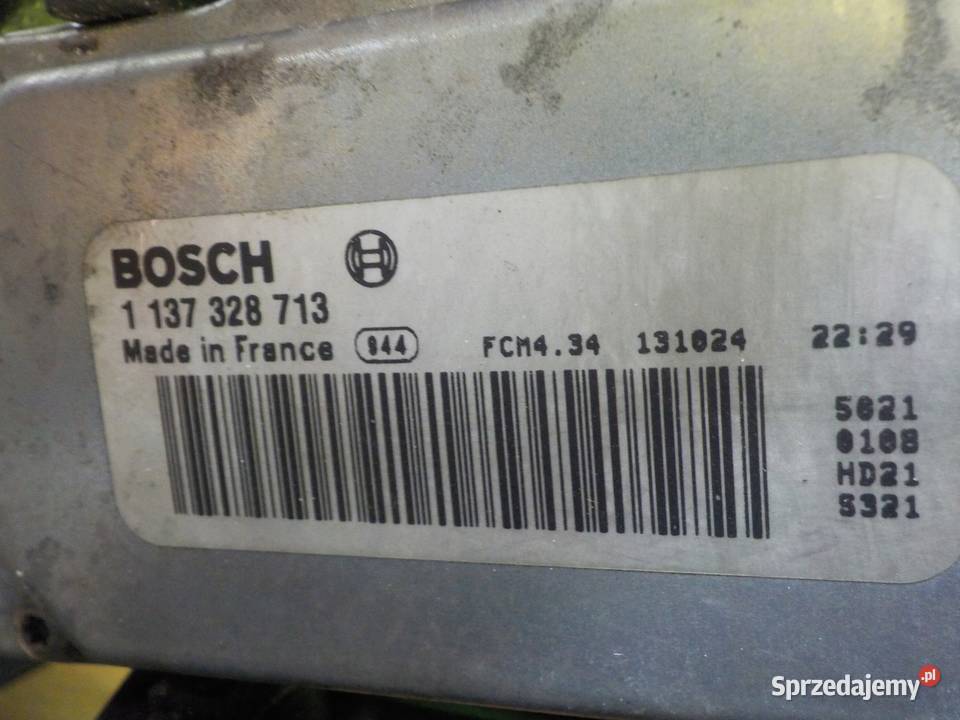 BOSCH
1 137 328 713
Made in France 844 FCM4.34 131024 22:29
5021
0108
HD21
S321
Sprzedajemy.pl